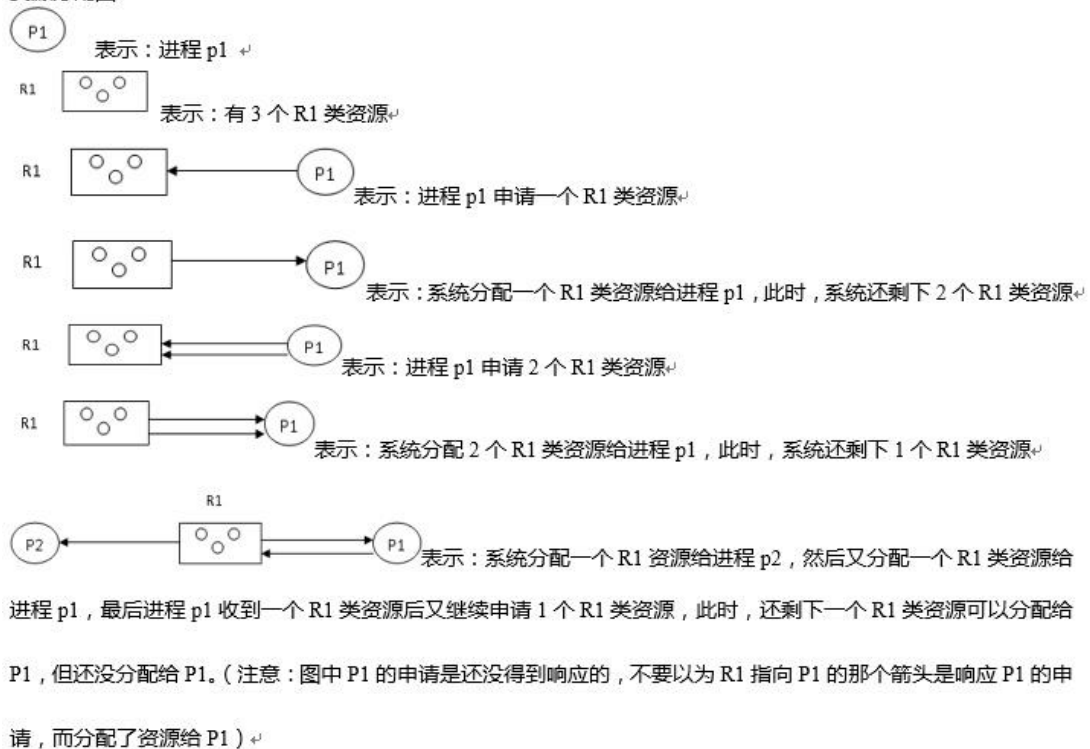 P1
表示：进程 p1 ↵
R1
表示：有 3 个 R1 类资源↵
R1 P1
表示：进程 p1 申请一个 R1 类资源↵
R1 P1
表示：系统分配一个 R1 类资源给进程 p1，此时，系统还剩下 2 个 R1 类资源↵
R1 P1
表示：进程 p1 申请 2 个 R1 类资源↵
R1 P1
表示：系统分配 2 个 R1 类资源给进程 p1，此时，系统还剩下 1 个 R1 类资源↵
R1
P2 P1
表示：系统分配一个 R1 资源给进程 p2，然后又分配一个 R1 类资源给
进程 p1，最后进程 p1 收到一个 R1 类资源后又继续申请 1 个 R1 类资源，此时，还剩下一个 R1 类资源可以分配给
P1，但还没分配给 P1。（注意：图中 P1 的申请是还没得到响应的，不要以为 R1 指向 P1 的那个箭头是响应 P1 的申
请，而分配了资源给 P1）↵